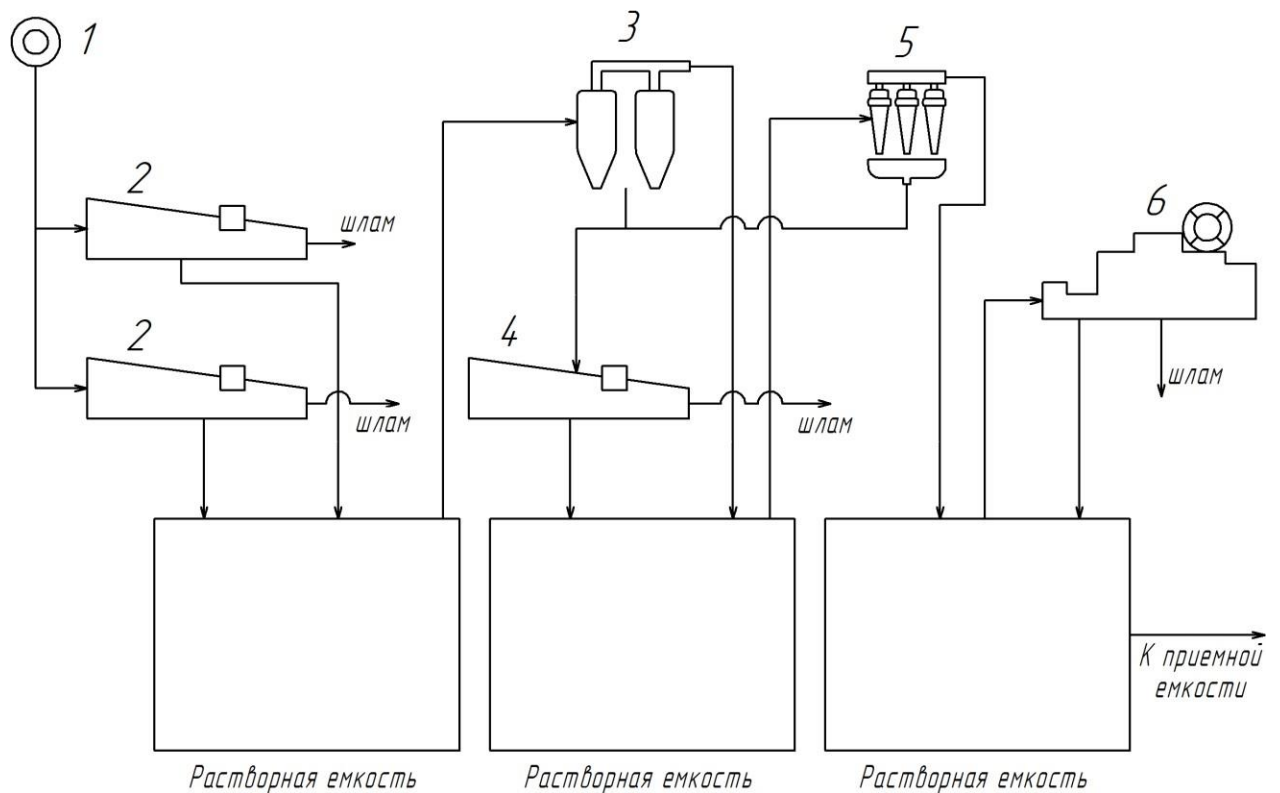 1
3
5
2
шлам
6
2
4
шлам
шлам
шлам
К приемной
емкости
Растворная емкость
Растворная емкость
Растворная емкость